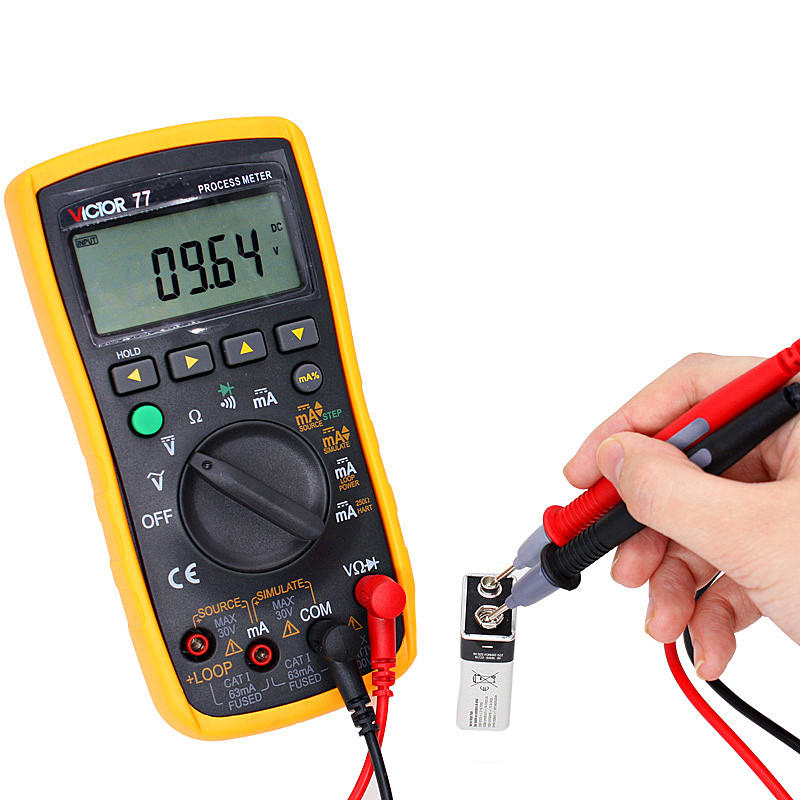 VICTOR 77
PROCESS METER
INPUT
DC
09.64
V
HOLD
mA%
Ω
mA
mA STEP
SOURCE
V
mA
SIMULATE
V
mA
LOOP
POWER
OFF
mA 250Ω
HART
CE
VΩ
SOURCE
SIMULATE
MAX
30V
mA
MAX
30V
COM
+LOOP
CAT I
63mA
FUSED
CAT I
63mA
FUSED